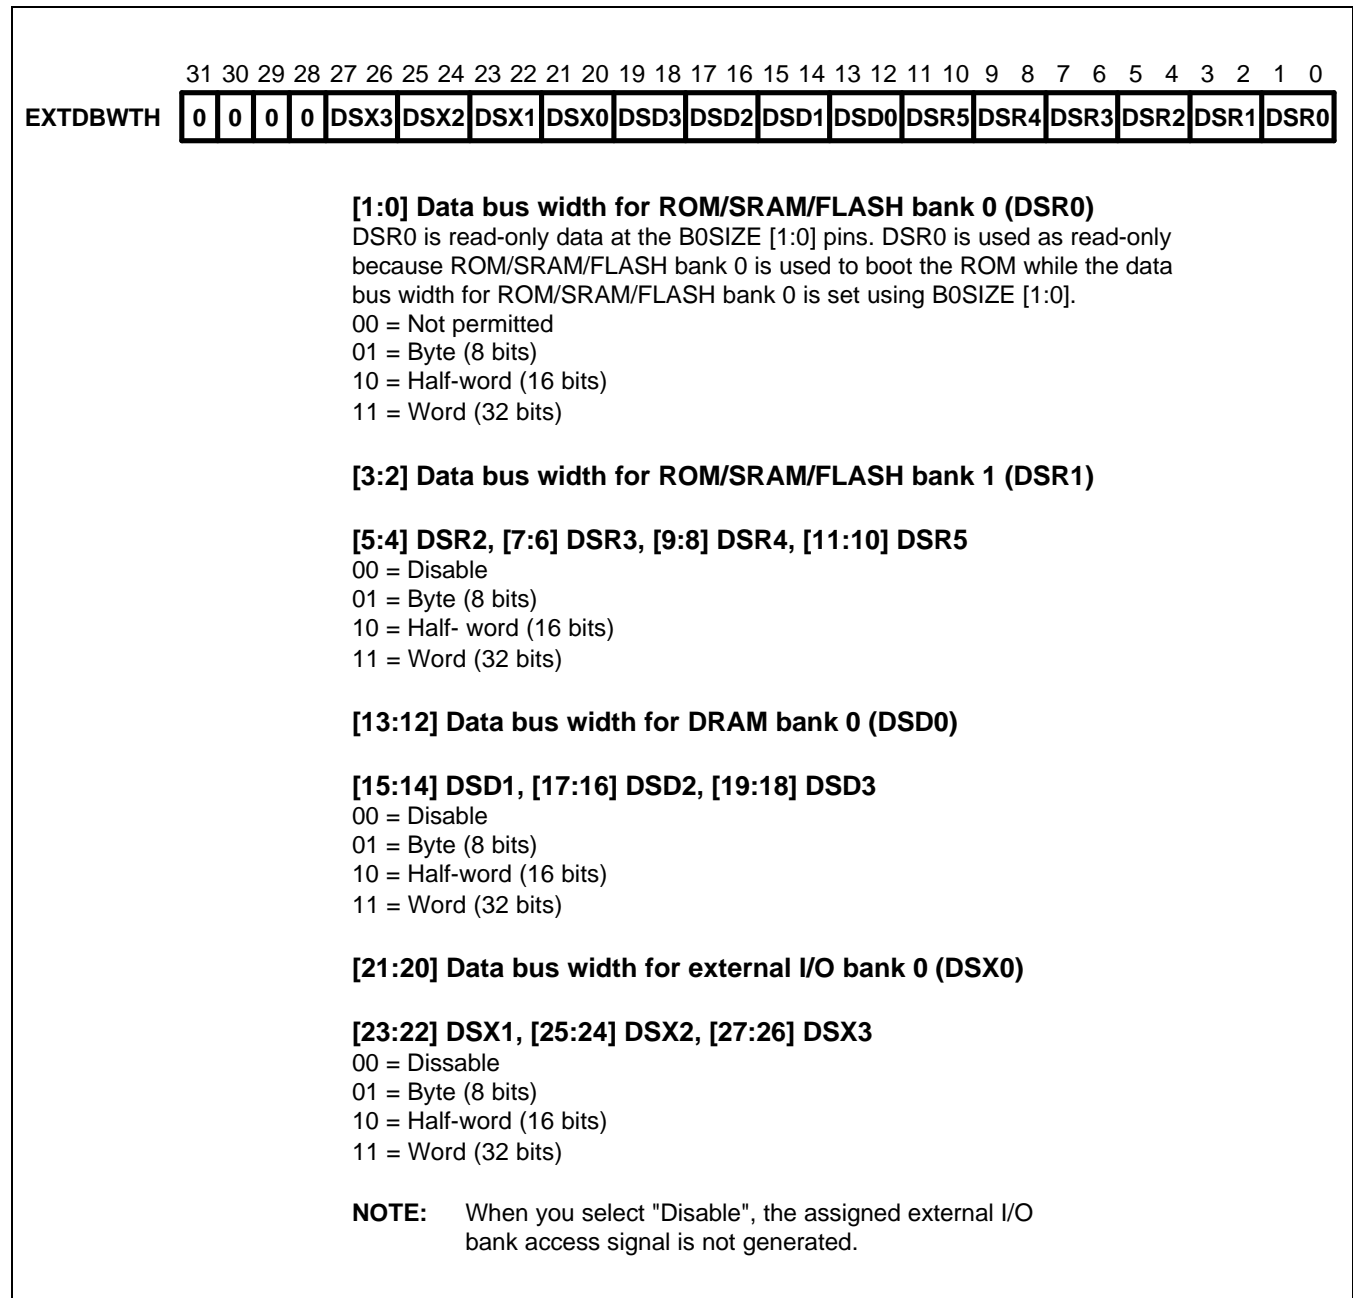 31 30 29 28 27 26 25 24 23 22 21 20 19 18 17 16 15 14 13 12 11 10 9 8 7 6 5 4 3 2 1 0
EXTDBWTH 0 0 0 0 DSX3 DSX2 DSX1 DSX0 DSD3 DSD2 DSD1 DSD0 DSR5 DSR4 DSR3 DSR2 DSR1 DSR0
[1:0] Data bus width for ROM/SRAM/FLASH bank 0 (DSR0)
DSR0 is read-only data at the B0SIZE [1:0] pins. DSR0 is used as read-only
because ROM/SRAM/FLASH bank 0 is used to boot the ROM while the data
bus width for ROM/SRAM/FLASH bank 0 is set using B0SIZE [1:0].
00 = Not permitted
01 = Byte (8 bits)
10 = Half-word (16 bits)
11 = Word (32 bits)
[3:2] Data bus width for ROM/SRAM/FLASH bank 1 (DSR1)
[5:4] DSR2, [7:6] DSR3, [9:8] DSR4, [11:10] DSR5
00 = Disable
01 = Byte (8 bits)
10 = Half- word (16 bits)
11 = Word (32 bits)
[13:12] Data bus width for DRAM bank 0 (DSD0)
[15:14] DSD1, [17:16] DSD2, [19:18] DSD3
00 = Disable
01 = Byte (8 bits)
10 = Half-word (16 bits)
11 = Word (32 bits)
[21:20] Data bus width for external I/O bank 0 (DSX0)
[23:22] DSX1, [25:24] DSX2, [27:26] DSX3
00 = Dissable
01 = Byte (8 bits)
10 = Half-word (16 bits)
11 = Word (32 bits)
NOTE: When you select "Disable", the assigned external I/O
bank access signal is not generated.